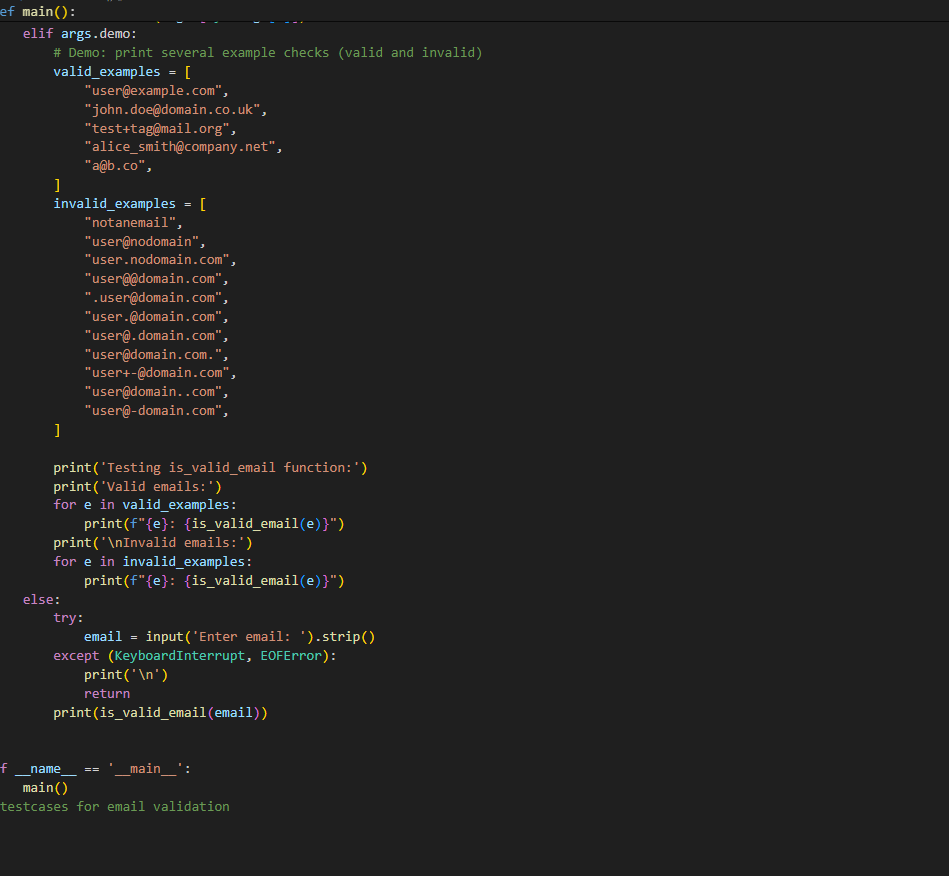 ef main():
    elif args.demo:
        # Demo: print several example checks (valid and invalid)
        valid_examples = [
            "user@example.com",
            "john.doe@domain.co.uk",
            "test+tag@mail.org",
            "alice_smith@company.net",
            "a@b.co",
        ]
        invalid_examples = [
            "notanemail",
            "user@nodomain",
            "user.nodomain.com",
            "user@@domain.com",
            ".user@domain.com",
            "user.@domain.com",
            "user@.domain.com",
            "user@domain.com.",
            "user+-@domain.com",
            "user@domain..com",
            "user@-domain.com",
        ]

        print('Testing is_valid_email function:')
        print('Valid emails:')
        for e in valid_examples:
            print(f"{e}: {is_valid_email(e)}")
        print('\nInvalid emails:')
        for e in invalid_examples:
            print(f"{e}: {is_valid_email(e)}")
    else:
        try:
            email = input('Enter email: ').strip()
        except (KeyboardInterrupt, EOFError):
            print('\n')
            return
        print(is_valid_email(email))


f __name__ == '__main__':
    main()
testcases for email validation